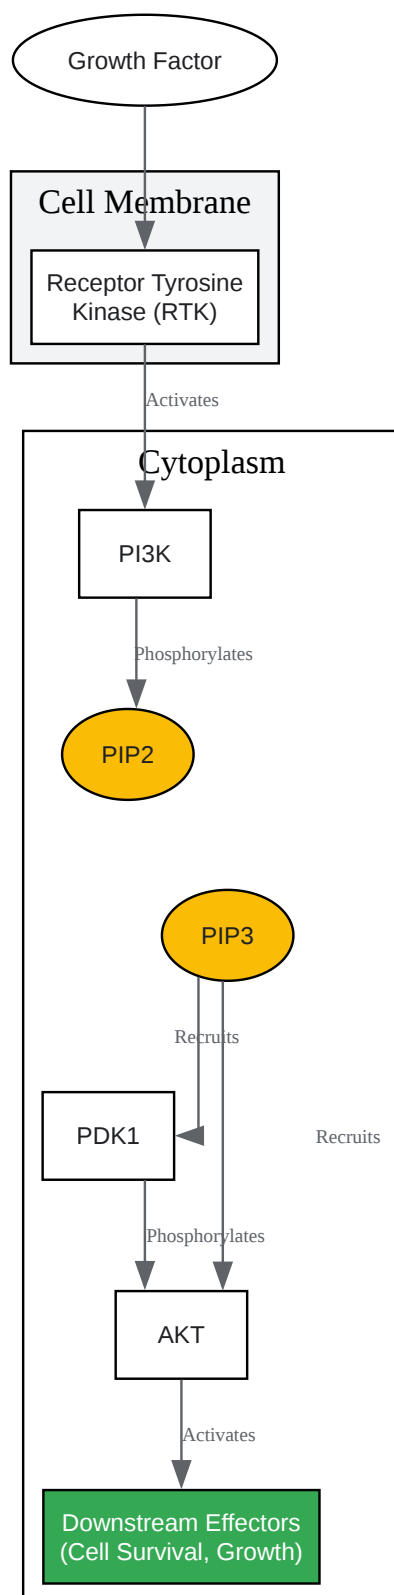 Growth Factor
Cell Membrane
Receptor Tyrosine
Kinase (RTK)
Activates
Cytoplasm
PI3K
Phosphorylates
PIP2
PIP3
Recruits
PDK1
Recruits
Phosphorylates
AKT
Activates
Downstream Effectors
(Cell Survival, Growth)